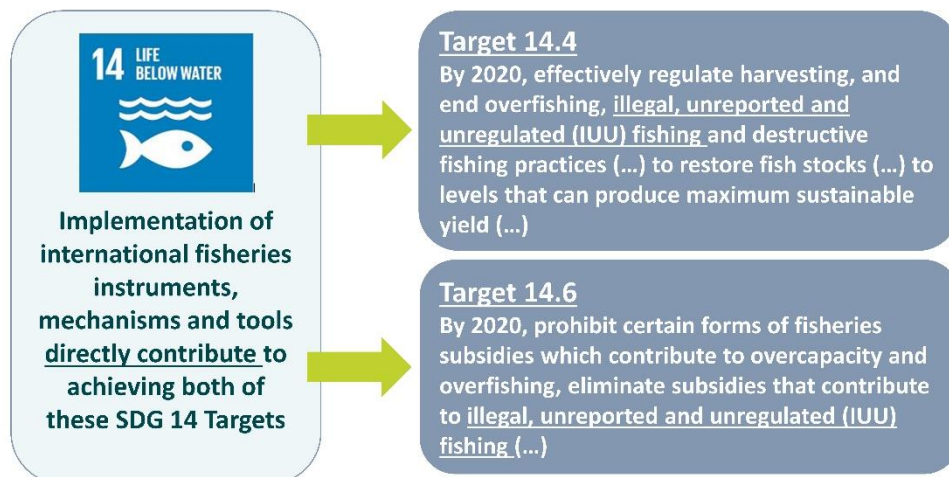 14 LIFE
BELOW WATER
Implementation of
international fisheries
instruments,
mechanisms and tools
directly contribute to
achieving both of
these SDG 14 Targets
Target 14.4
By 2020, effectively regulate harvesting, and
end overfishing, illegal, unreported and
unregulated (IUU) fishing and destructive
fishing practices (...) to restore fish stocks (...) to
levels that can produce maximum sustainable
yield (...)
Target 14.6
By 2020, prohibit certain forms of fisheries
subsidies which contribute to overcapacity and
overfishing, eliminate subsidies that contribute
to illegal, unreported and unregulated (IUU)
fishing (...)